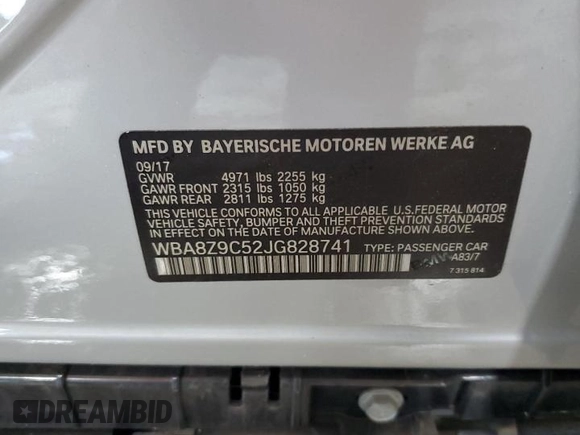 MFD BY BAYERISCHE MOTOREN WERKE AG
09/17
GVWR 4971 lbs 2255 kg
GAWR FRONT 2315 lbs 1050 kg
GAWR REAR 2811 lbs 1275 kg
THIS VEHICLE CONFORMS TO ALL APPLICABLE U.S.FEDERAL MOTOR
VEHICLE SAFETY, BUMPER AND THEFT PREVENTION
STANDARDS IN EFFECT ON THE DATE OF MANUFACTURE SHOWN ABOVE.
WBA8Z9C52JG828741 TYPE: PASSENGER CAR
BMW A83/7
7 315 814
DREAMBID